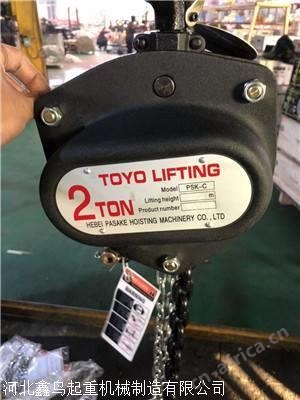 TOYO LIFTING
2 TON
Model PSK-C
Lifting height m
Product number
HEBEI PASAKE HOISTING MACHINERY CO., LTD
河北鑫鸟起重机械制造有限公司